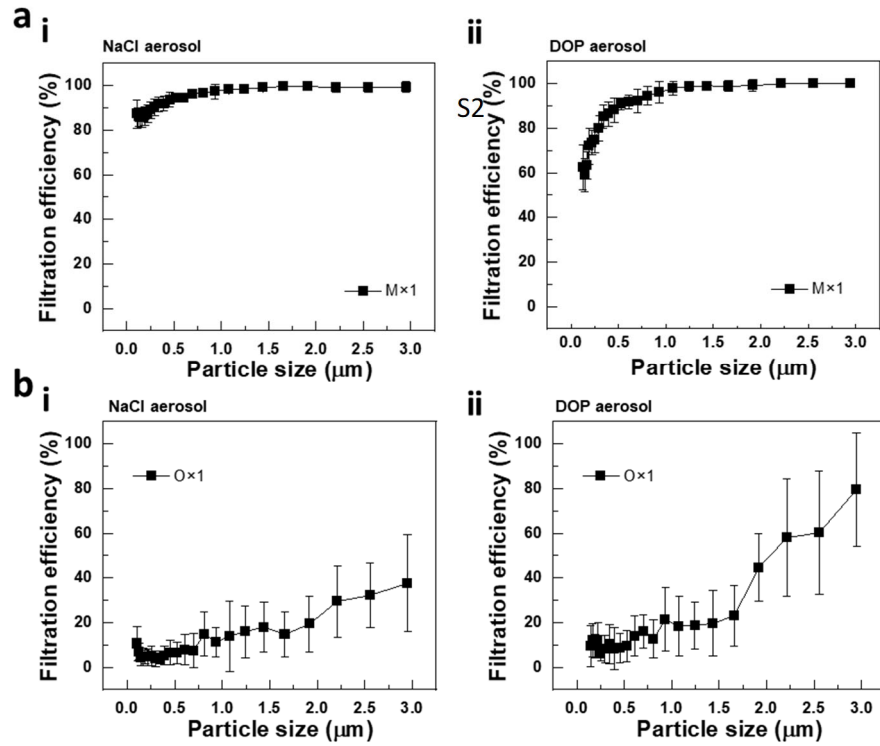 a
i
NaCl aerosol
Filtration efficiency (%)
100
80
60
40
20
0
M×1
0.0 0.5 1.0 1.5 2.0 2.5 3.0
Particle size (μm)
ii
DOP aerosol
S2
Filtration efficiency (%)
100
80
60
40
20
0
M×1
0.0 0.5 1.0 1.5 2.0 2.5 3.0
Particle size (μm)
b
i
NaCl aerosol
Filtration efficiency (%)
100
80
60
40
20
0
O×1
0.0 0.5 1.0 1.5 2.0 2.5 3.0
Particle size (μm)
ii
DOP aerosol
Filtration efficiency (%)
100
80
60
40
20
0
O×1
0.0 0.5 1.0 1.5 2.0 2.5 3.0
Particle size (μm)